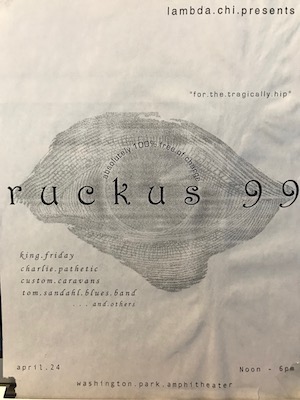 lambda.chi.presents
"for.the.tragically.hip"
absolutely 100% free of charge
ruckus 99
king.friday
charlie.pathetic
custom.caravans
tom.sandahl.blues.band
...and.others
april.24
Noon - 6pm
washington.park.amphitheater